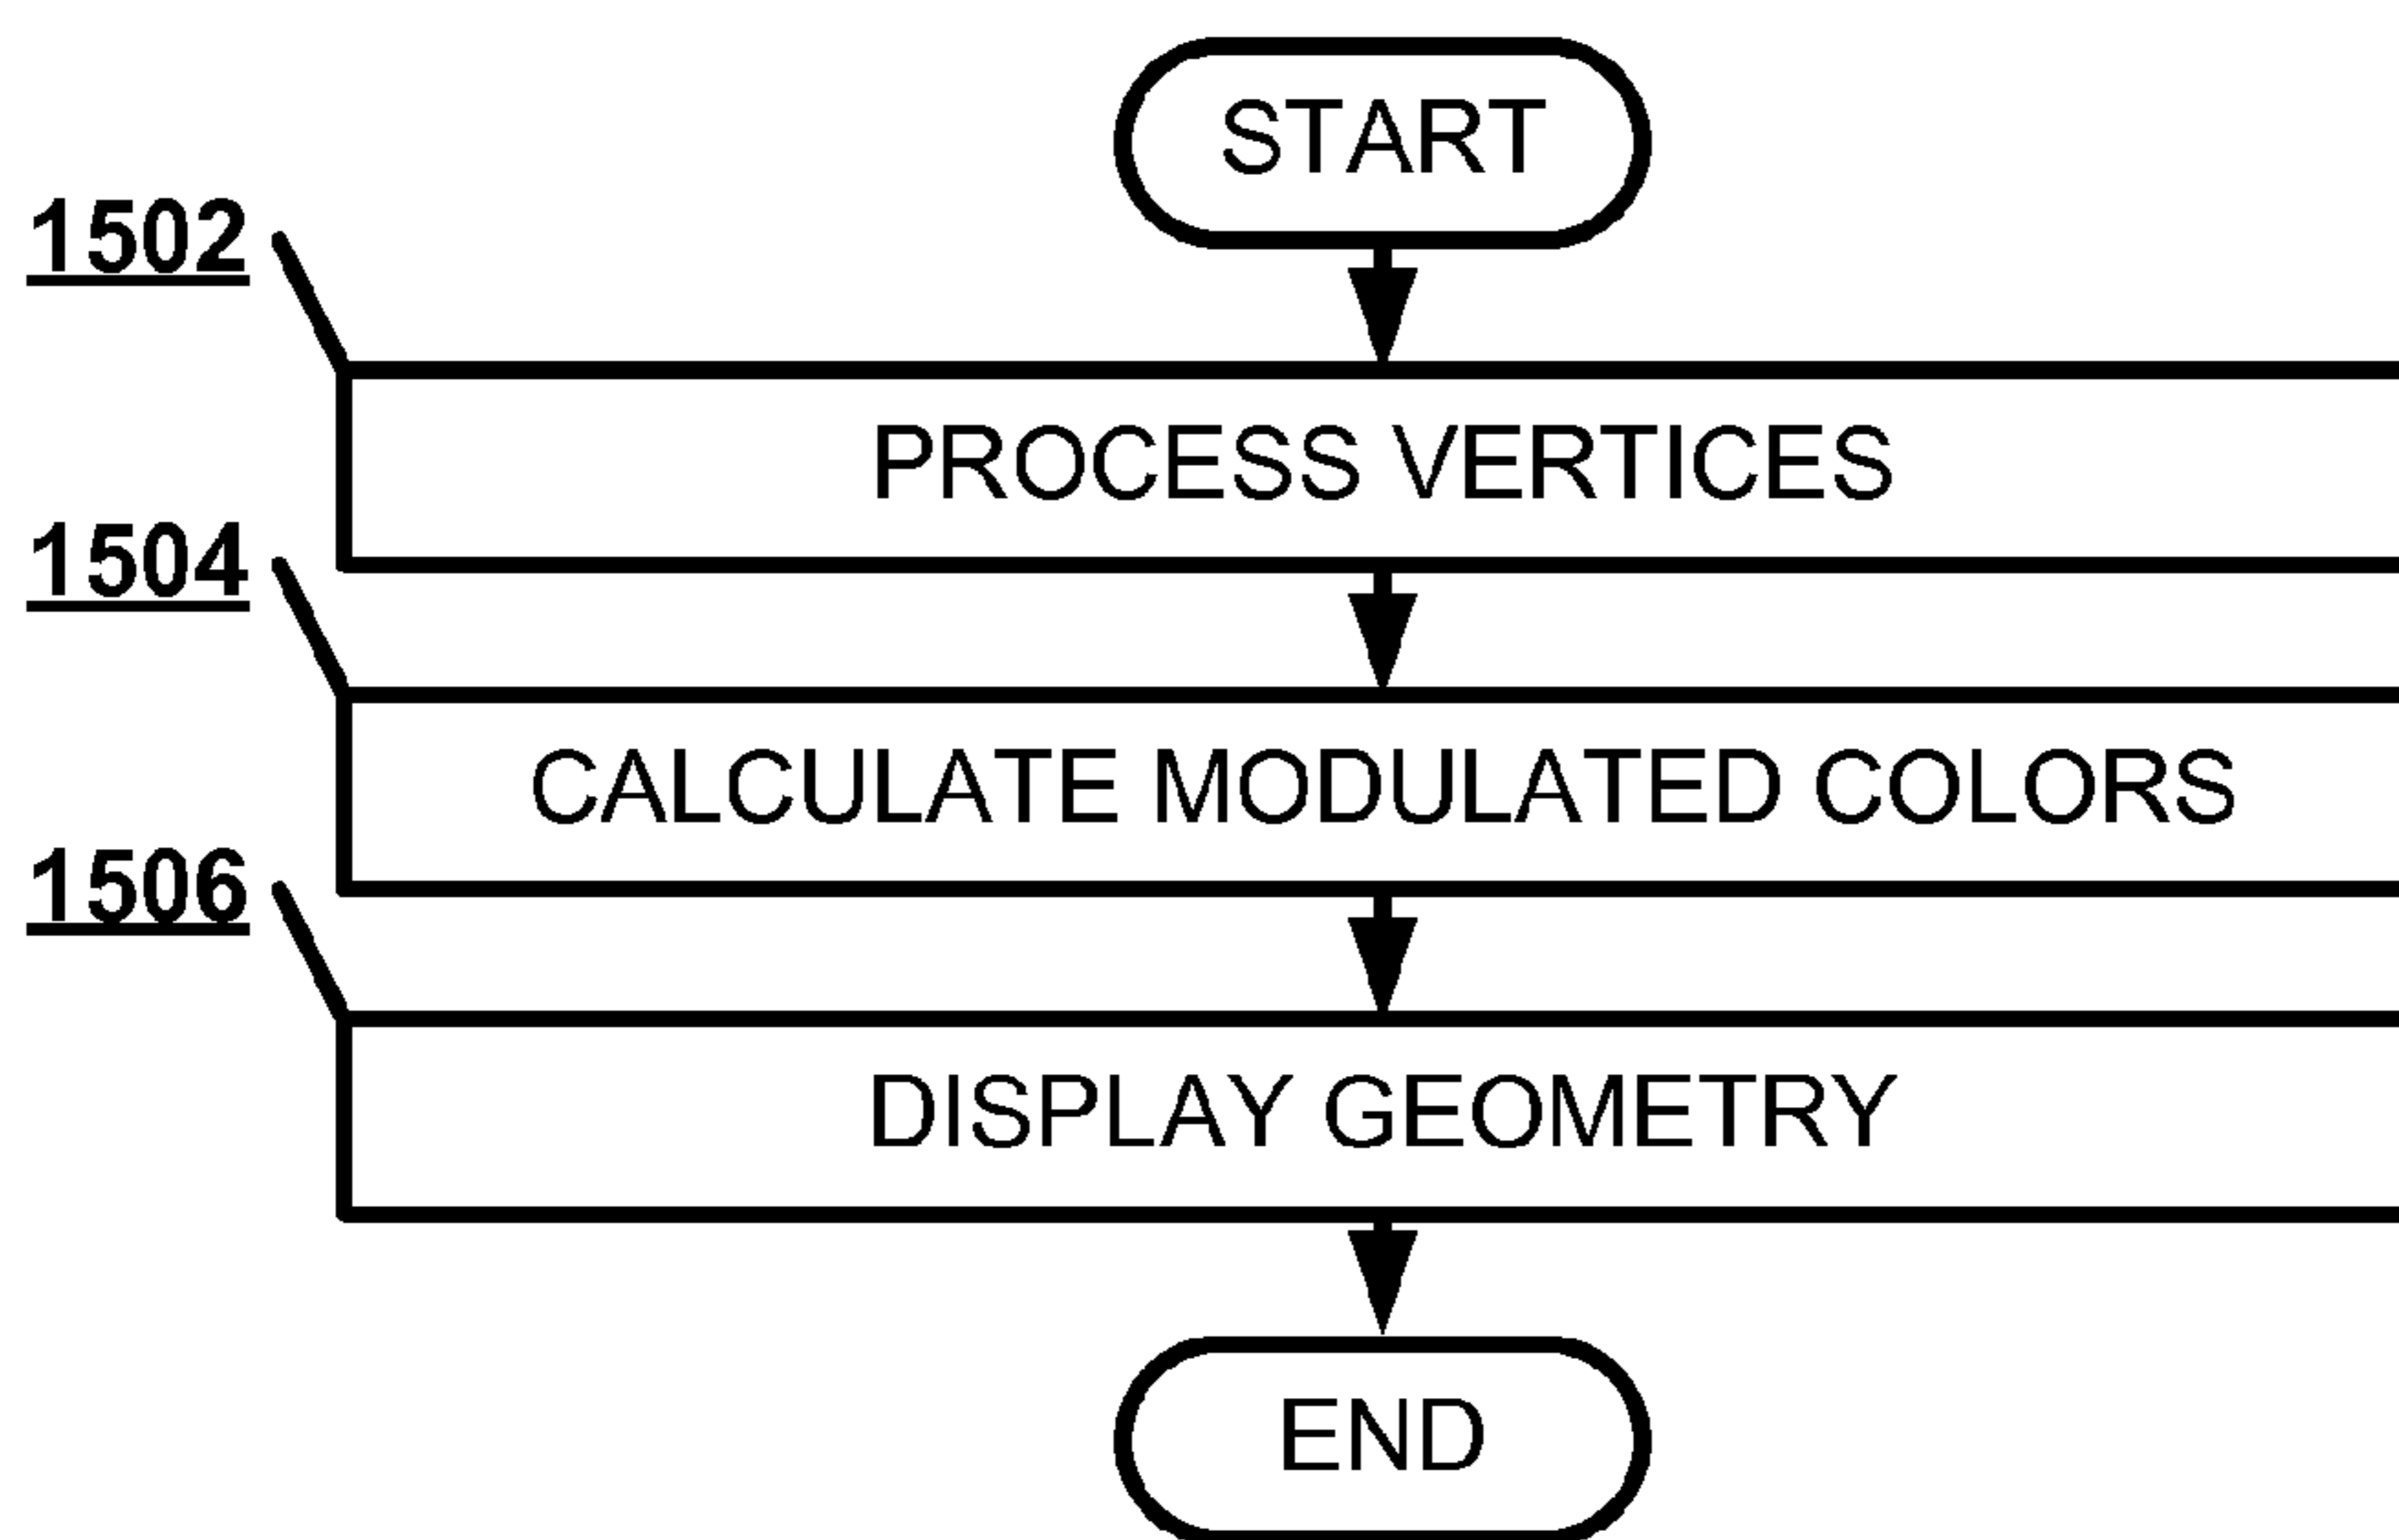 START
1502
PROCESS VERTICES
1504
CALCULATE MODULATED COLORS
1506
DISPLAY GEOMETRY
END